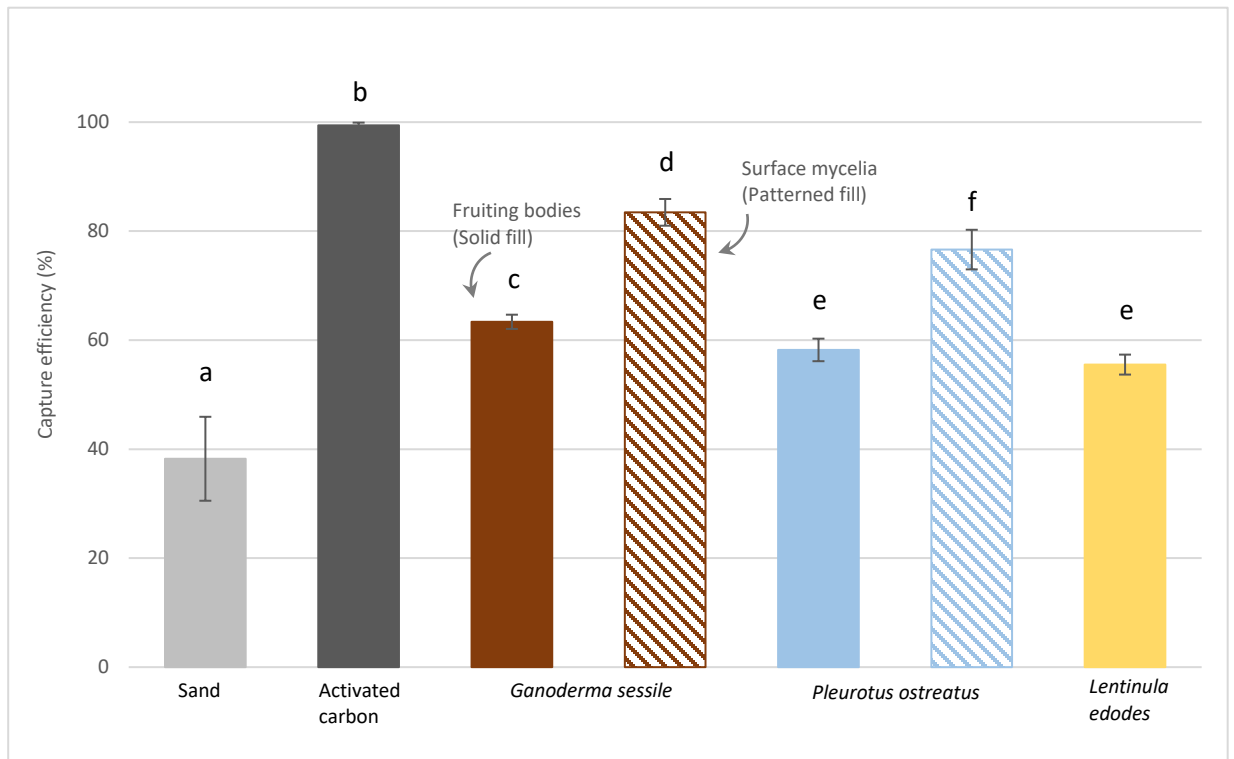 b
100
d
Surface mycelia
(Patterned fill)
f
Fruiting bodies
(Solid fill)
80
c
e
e
60
a
Capture efficiency (%)
40
20
0
Sand
Activated
carbon
Ganoderma sessile
Pleurotus ostreatus
Lentinula
edodes